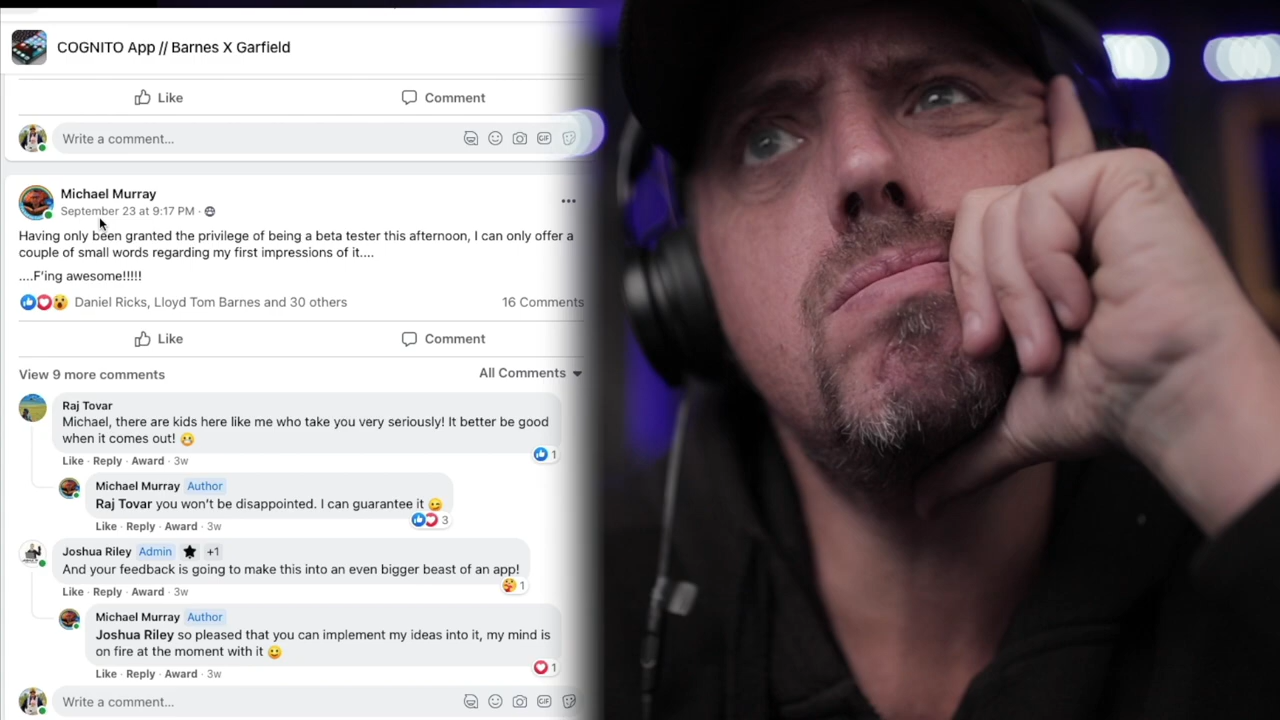 COGNITO App // Barnes X Garfield
Like
Comment
Write a comment...
GIF
Michael Murray
September 23 at 9:17 PM ·
Having only been granted the privilege of being a beta tester this afternoon, I can only offer a
couple of small words regarding my first impressions of it....
....F'ing awesome!!!!!
Daniel Ricks, Lloyd Tom Barnes and 30 others
16 Comments
Like
Comment
View 9 more comments
All Comments
Raj Tovar
Michael, there are kids here like me who take you very seriously! It better be good
when it comes out! 😁
1
Like · Reply · Award · 3w
Michael Murray Author
Raj Tovar you won't be disappointed. I can guarantee it 😉
3
Like · Reply · Award · 3w
Joshua Riley Admin +1
And your feedback is going to make this into an even bigger beast of an app!
1
Like · Reply · Award · 3w
Michael Murray Author
Joshua Riley so pleased that you can implement my ideas into it, my mind is
on fire at the moment with it 😀
1
Like · Reply · Award · 3w
Write a comment...
GIF